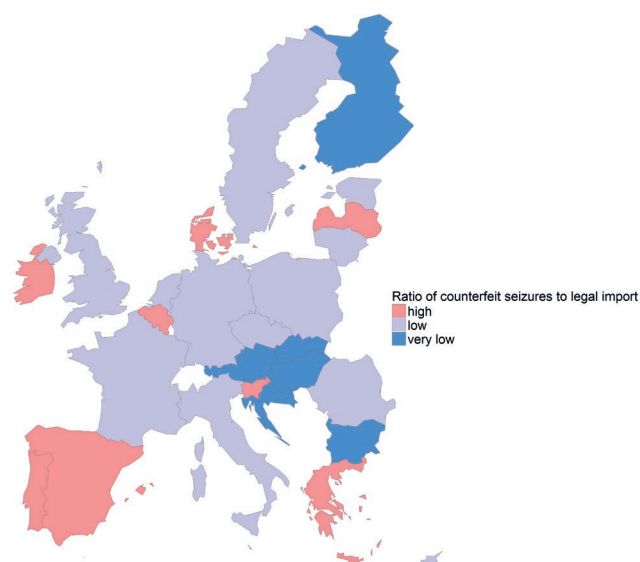 Ratio of counterfeit seizures to legal import
high
low
very low